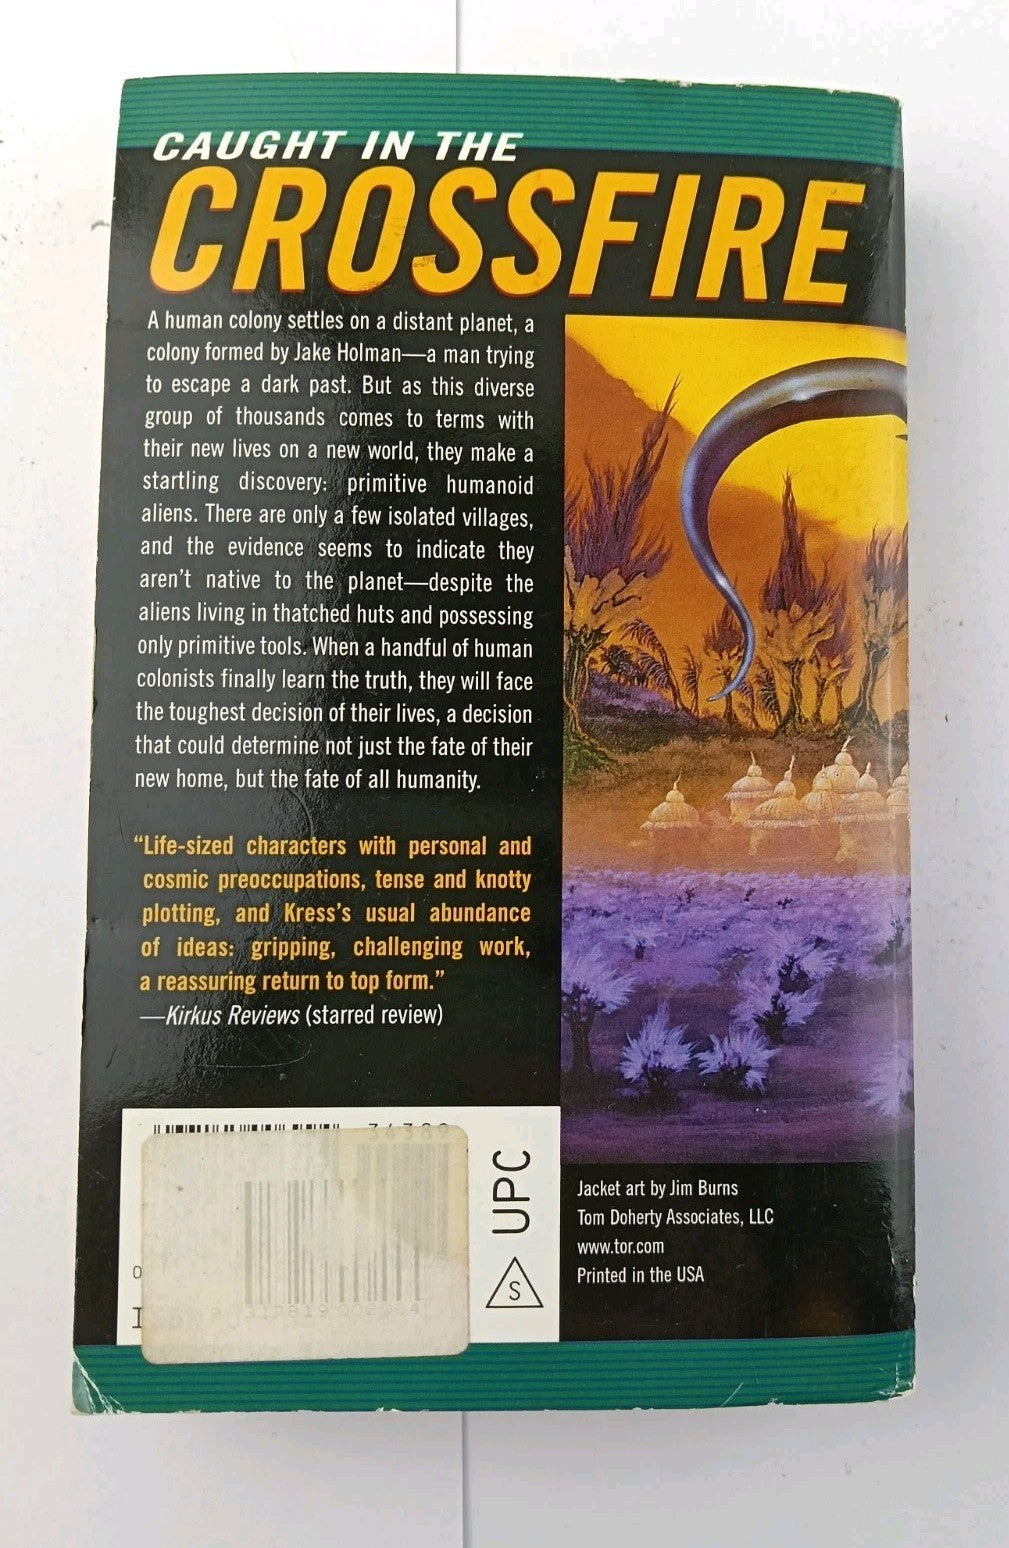 CAUGHT IN THE
CROSSFIRE
A human colony settles on a distant planet, a
colony formed by Jake Holman—a man trying
to escape a dark past. But as this diverse
group of thousands comes to terms with
their new lives on a new world, they make a
startling discovery: primitive humanoid
aliens. There are only a few isolated villages,
and the evidence seems to indicate they
aren't native to the planet—despite the
aliens living in thatched huts and possessing
only primitive tools. When a handful of human
colonists finally learn the truth, they will face
the toughest decision of their lives, a decision
that could determine not just the fate of their
new home, but the fate of all humanity.
“Life-sized characters with personal and
cosmic preoccupations, tense and knotty
plotting, and Kress's usual abundance
of ideas: gripping, challenging work,
a reassuring return to top form.”
—Kirkus Reviews (starred review)
UPC
S
Jacket art by Jim Burns
Tom Doherty Associates, LLC
www.tor.com
Printed in the USA